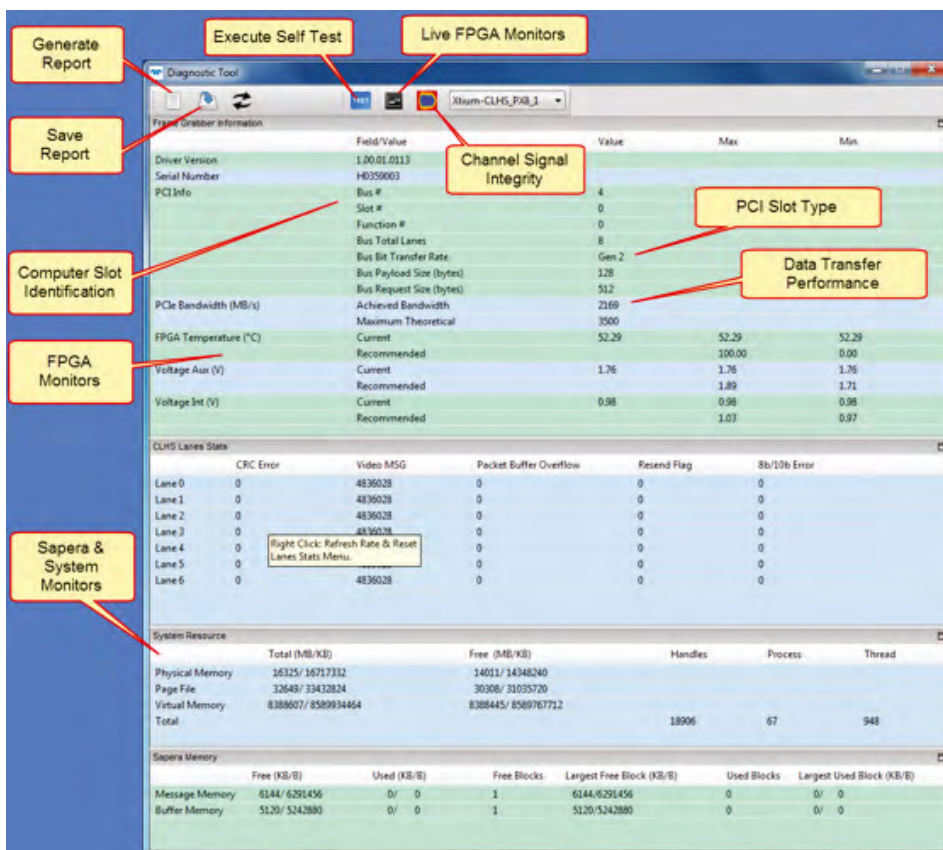 Generate Report
Execute Self Test
Live FPGA Monitors
Save Report
Channel Signal Integrity
PCI Slot Type
Computer Slot Identification
Data Transfer Performance
FPGA Monitors
Sapera & System Monitors
Diagnostic Tool
TEST
Xtium-CLHS_PX8_1
Frame Grabber Information
Field/Value Value Max Min
Driver Version 1.00.01.0113
Serial Number H0359003
PCI Info Bus # 4
Slot # 0
Function # 0
Bus Total Lanes 8
Bus Bit Transfer Rate Gen 2
Bus Payload Size (bytes) 128
Bus Request Size (bytes) 512
PCIe Bandwidth (MB/s) Achieved Bandwidth 2169
Maximum Theoretical 3500
FPGA Temperature (°C) Current 52.29 52.29 52.29
Recommended 100.00 0.00
Voltage Aux (V) Current 1.76 1.76 1.76
Recommended 1.89 1.71
Voltage Int (V) Current 0.98 0.98 0.98
Recommended 1.03 0.97
CLHS Lanes Stats
CRC Error Video MSG Packet Buffer Overflow Resend Flag 8b/10b Error
Lane 0 0 4836028 0 0 0
Lane 1 0 4836028 0 0 0
Lane 2 0 4836028 0 0 0
Lane 3 0 4836028 0 0 0
Lane 4 0 0 0 0
Lane 5 0 0 0 0
Lane 6 0 4836028 0 0 0
Right Click: Refresh Rate & Reset
Lanes Stats Menu.
System Resource
Total (MB/KB) Free (MB/KB) Handles Process Thread
Physical Memory 16325/ 16717332 14011/ 14348240
Page File 32649/ 33432824 30308/ 31035720
Virtual Memory 8388607/ 8589934464 8388445/ 8589767712
Total 18906 67 948
Sapera Memory
Free (KB/B) Used (KB/B) Free Blocks Largest Free Block (KB/B) Used Blocks Largest Used Block (KB/B)
Message Memory 6144/ 6291456 0/ 0 1 6144/6291456 0 0/ 0
Buffer Memory 5120/ 5242880 0/ 0 1 5120/5242880 0 0/ 0